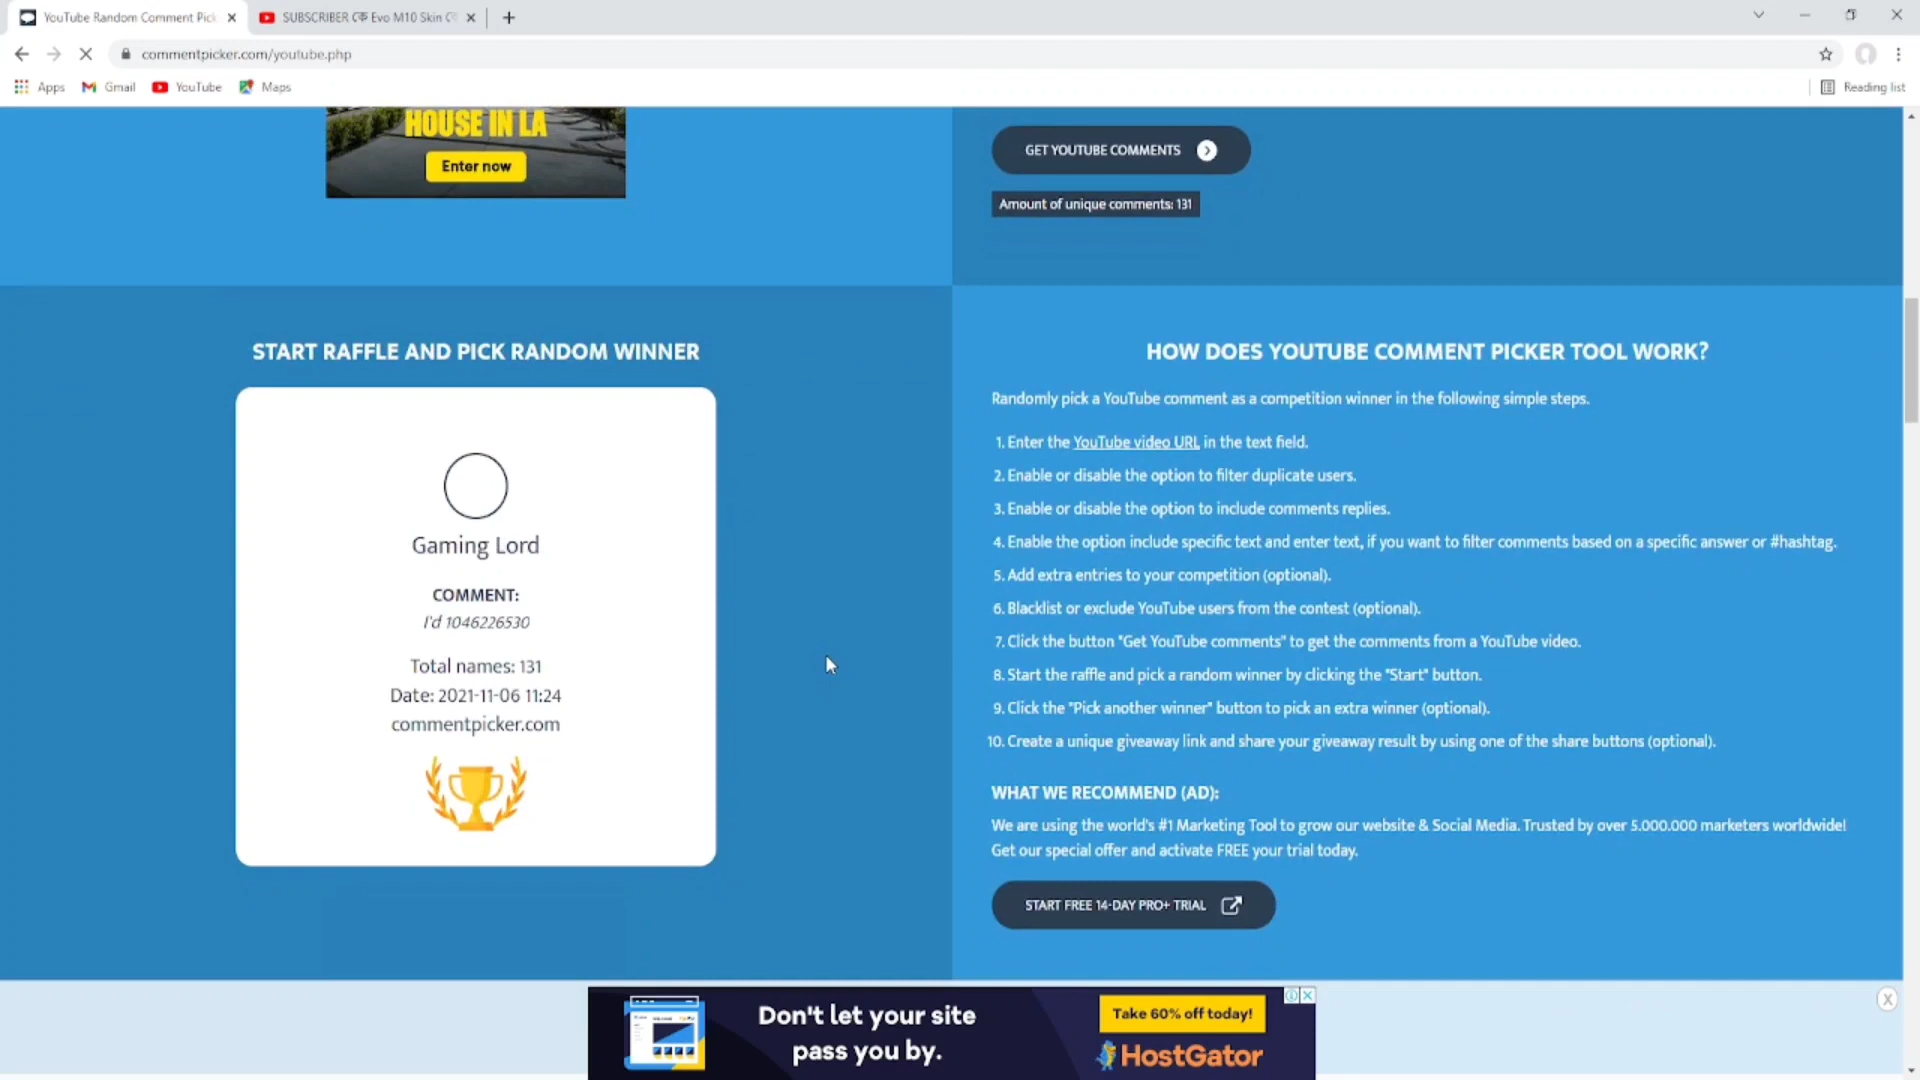 YouTube Random Comment Pick
SUBSCRIBER কে Evo M10 Skin
commentpicker.com/youtube.php
Apps
Gmail
YouTube
Maps
Reading list
HOUSE IN LA
Enter now
GET YOUTUBE COMMENTS
Amount of unique comments: 131
START RAFFLE AND PICK RANDOM WINNER
Gaming Lord
COMMENT:
I'd 1046226530
Total names: 131
Date: 2021-11-06 11:24
commentpicker.com
HOW DOES YOUTUBE COMMENT PICKER TOOL WORK?
Randomly pick a YouTube comment as a competition winner in the following simple steps.
1. Enter the YouTube video URL in the text field.
2. Enable or disable the option to filter duplicate users.
3. Enable or disable the option to include comments replies.
4. Enable the option include specific text and enter text, if you want to filter comments based on a specific answer or #hashtag.
5. Add extra entries to your competition (optional).
6. Blacklist or exclude YouTube users from the contest (optional).
7. Click the button "Get YouTube comments" to get the comments from a YouTube video.
8. Start the raffle and pick a random winner by clicking the "Start" button.
9. Click the "Pick another winner" button to pick an extra winner (optional).
10. Create a unique giveaway link and share your giveaway result by using one of the share buttons (optional).
WHAT WE RECOMMEND (AD):
We are using the world's #1 Marketing Tool to grow our website & Social Media. Trusted by over 5.000.000 marketers worldwide!
Get our special offer and activate FREE your trial today.
START FREE 14-DAY PRO+ TRIAL
Don't let your site
pass you by.
Take 60% off today!
HostGator